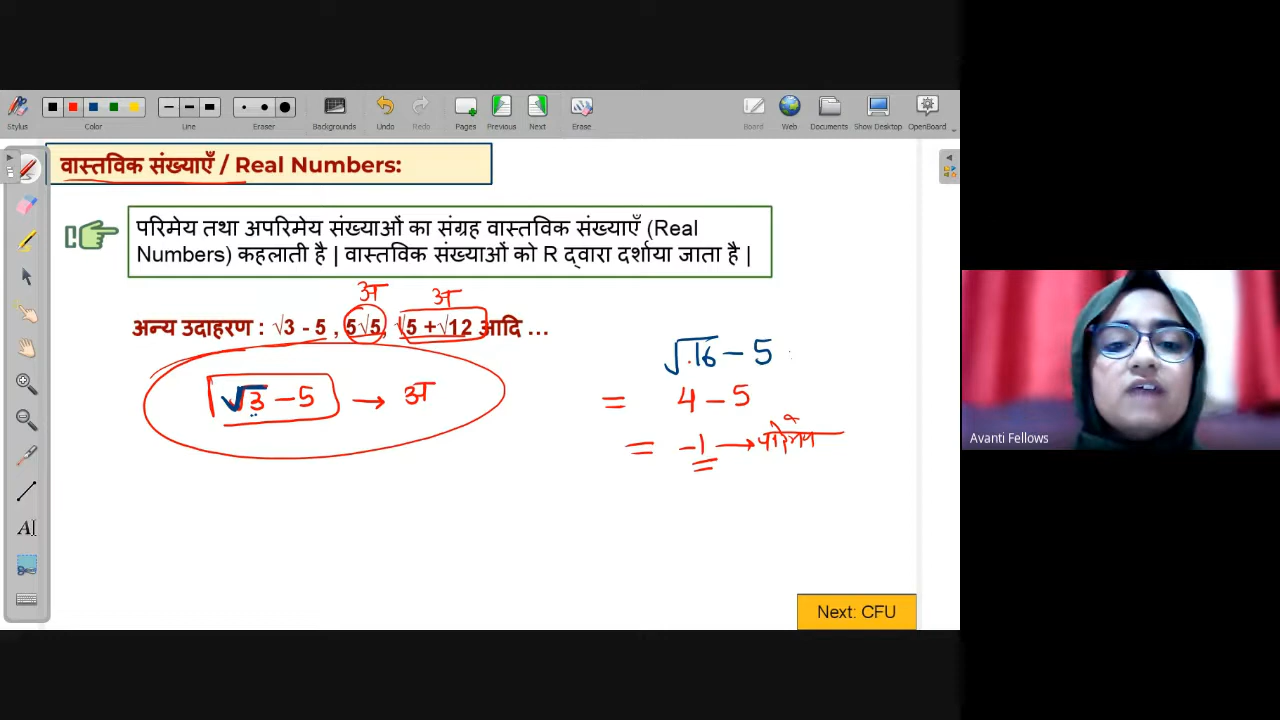 Stylus Color Line Eraser Backgrounds Undo Redo Pages Previous Next Erase Board Web Documents Show Desktop OpenBoard
वास्तविक संख्याएँ / Real Numbers:
परिमेय तथा अपरिमेय संख्याओं का संग्रह वास्तविक संख्याएँ (Real
Numbers) कहलाती है | वास्तविक संख्याओं को R द्वारा दर्शाया जाता है |
अ अ
अन्य उदाहरण : √3 - 5 , 5√5, √5 +√12 आदि ...
√16 - 5
√3 - 5 → अ
= 4 - 5
= -1 → परिमेय
Avanti Fellows
Next: CFU